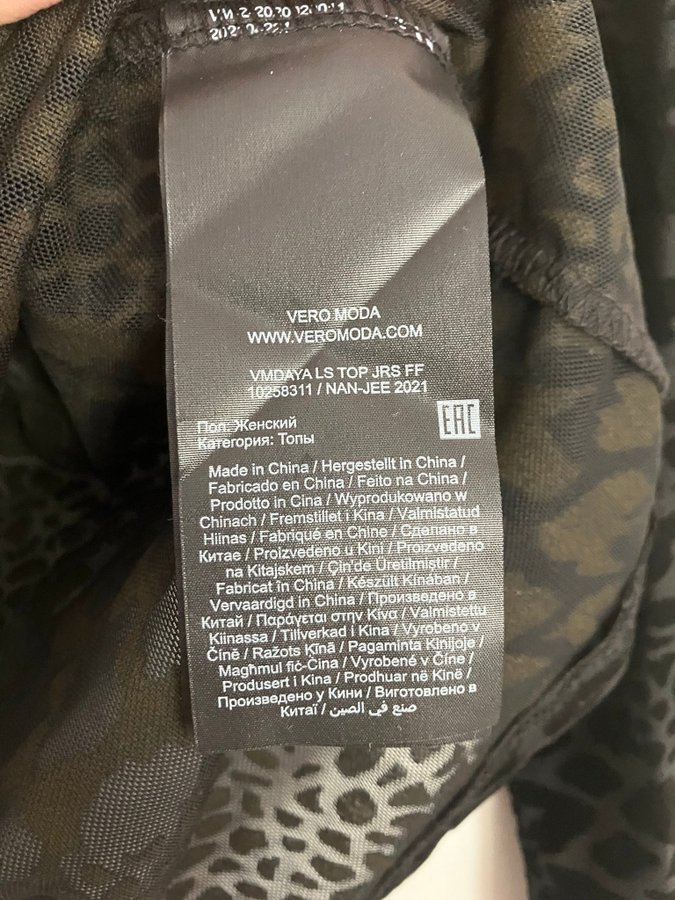 VERO MODA
WWW.VEROMODA.COM
VMDAYA LS TOP JRS FF
10258311 / NAN-JEE 2021
Пол: Женский
Категория: Топы
EAC
Made in China / Hergestellt in China /
Fabricado en China / Feito na China /
Prodotto in Cina / Wyprodukowano w
Chinach / Fremstillet i Kina / Valmistatud
Hiinas / Fabriqué en Chine / Сделано в
Китае / Proizvedeno u Kini / Proizvedeno
na Kitajskem / Çin'de Üretilmiştir /
Fabricat în China / Készült Kínában /
Vervaardigd in China / Произведено в
Китай / Παράγεται στην Κίνα / Valmistettu
Kiinassa / Tillverkad i Kina / Vyrobeno v
Číně / Ražots Ķīnā / Pagaminta Kinijoje /
Magħmul fiċ-Ċina / Vyrobené v Číne /
Produsert i Kina / Prodhuar në Kinë /
Произведено у Кини / Виготовлено в
Китаї / صنع في الصين